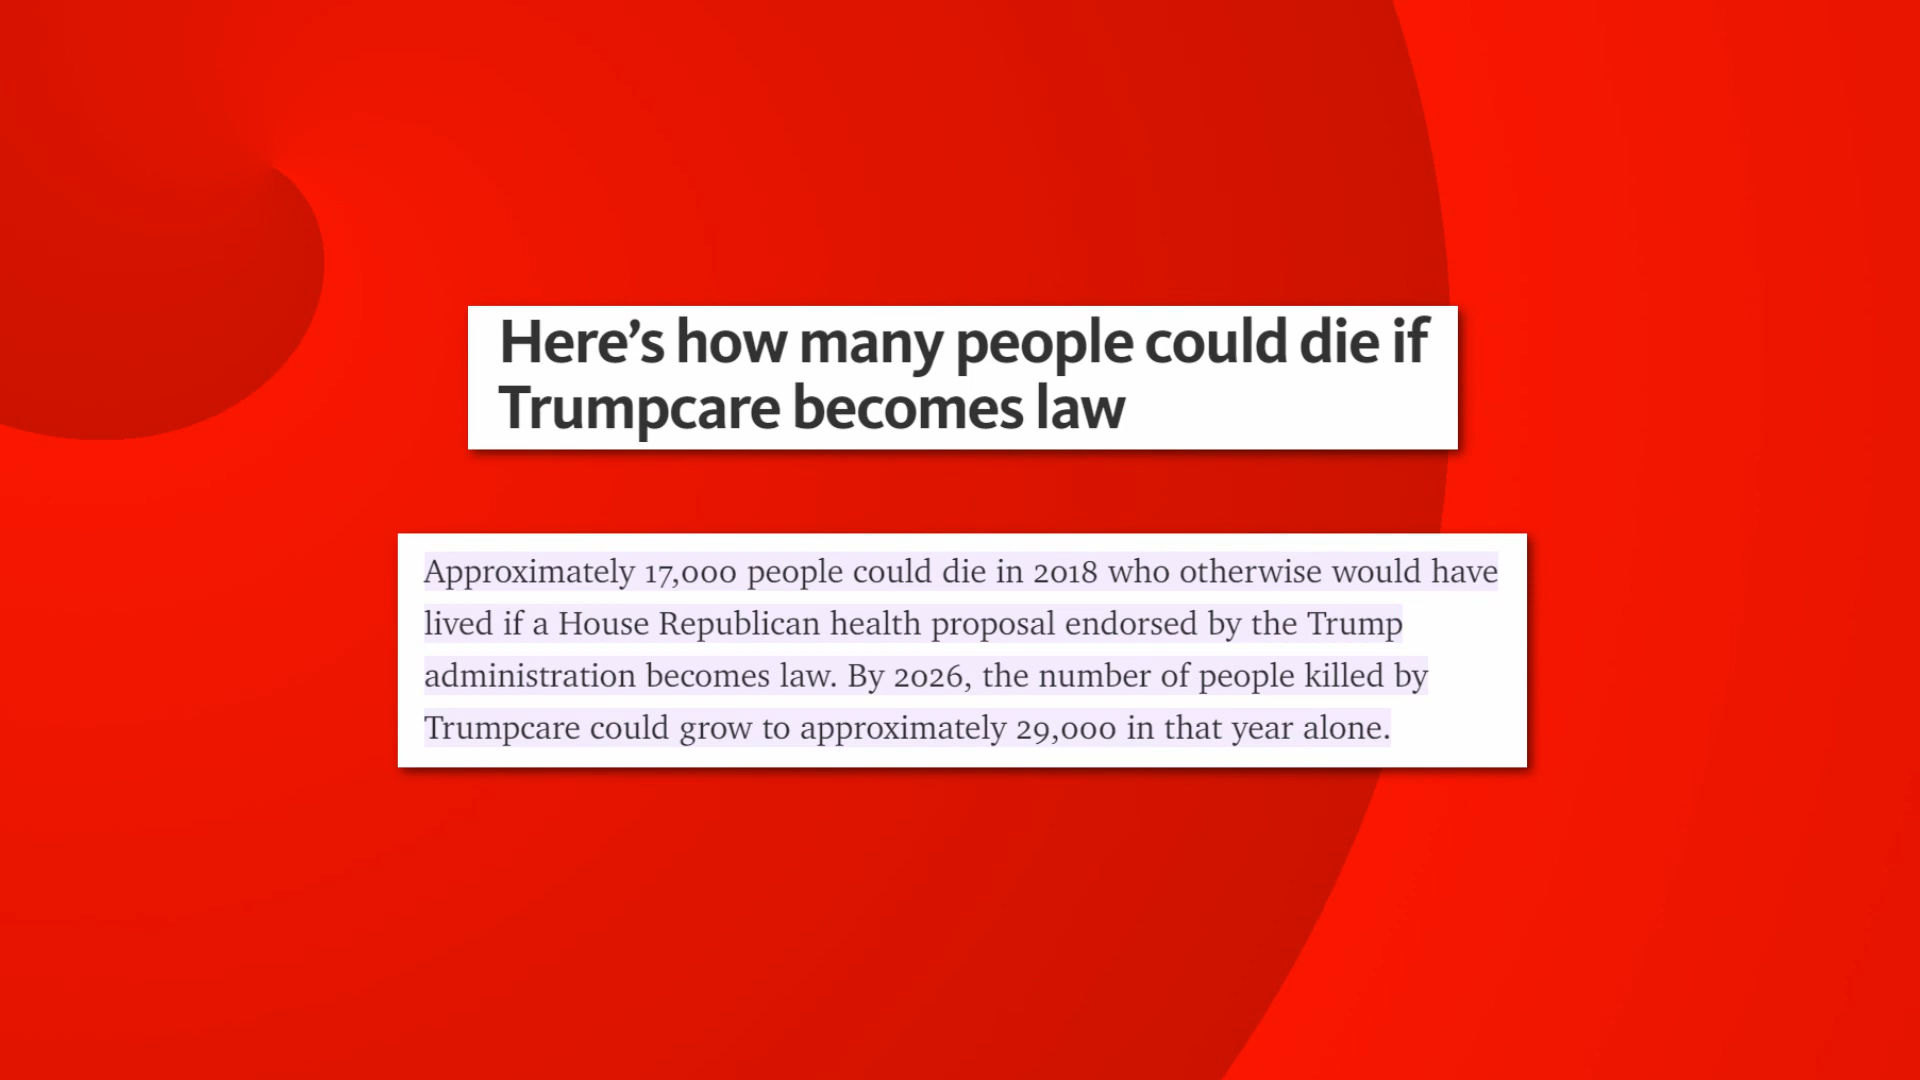 Here’s how many people could die if
Trumpcare becomes law
Approximately 17,000 people could die in 2018 who otherwise would have
lived if a House Republican health proposal endorsed by the Trump
administration becomes law. By 2026, the number of people killed by
Trumpcare could grow to approximately 29,000 in that year alone.